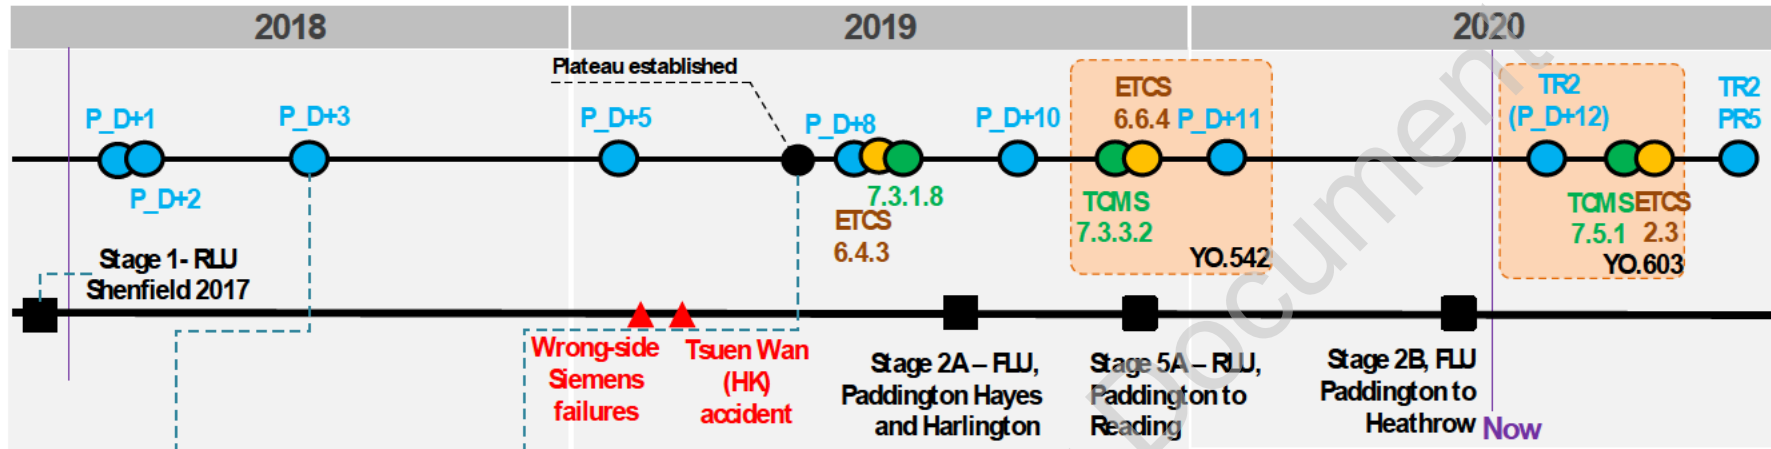 2018
2019
2020
Plateau established
P_D+1
P_D+2
P_D+3
P_D+5
P_D+8
ETCS
6.4.3
7.3.1.8
P_D+10
ETCS
6.6.4
P_D+11
TCMS
7.3.3.2
YO.542
TR2
(P_D+12)
TCMS
7.5.1
ETCS
2.3
YO.603
TR2
PR5
Stage 1- RLU
Shenfield 2017
Wrong-side
Siemens
failures
Tsuen Wan
(HK)
accident
Stage 2A – FLU,
Paddington Hayes
and Harlington
Stage 5A – RLU,
Paddington to
Reading
Stage 2B, FLU
Paddington to
Heathrow
Now
Document